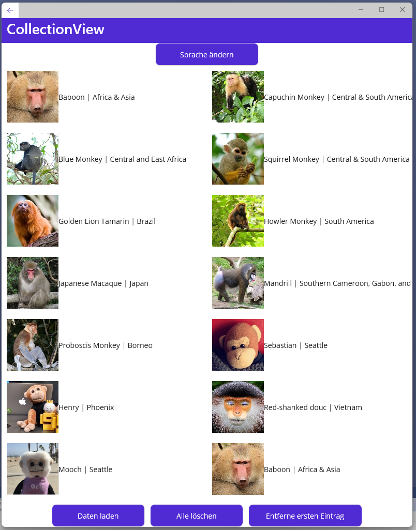 CollectionView
Sprache ändern
Baboon | Africa & Asia
Capuchin Monkey | Central & South America
Blue Monkey | Central and East Africa
Squirrel Monkey | Central & South America
Golden Lion Tamarin | Brazil
Howler Monkey | South America
Japanese Macaque | Japan
Mandrill | Southern Cameroon, Gabon, and
Proboscis Monkey | Borneo
Sebastian | Seattle
Henry | Phoenix
Red-shanked douc | Vietnam
Mooch | Seattle
Baboon | Africa & Asia
Daten laden
Alle löschen
Entferne ersten Eintrag